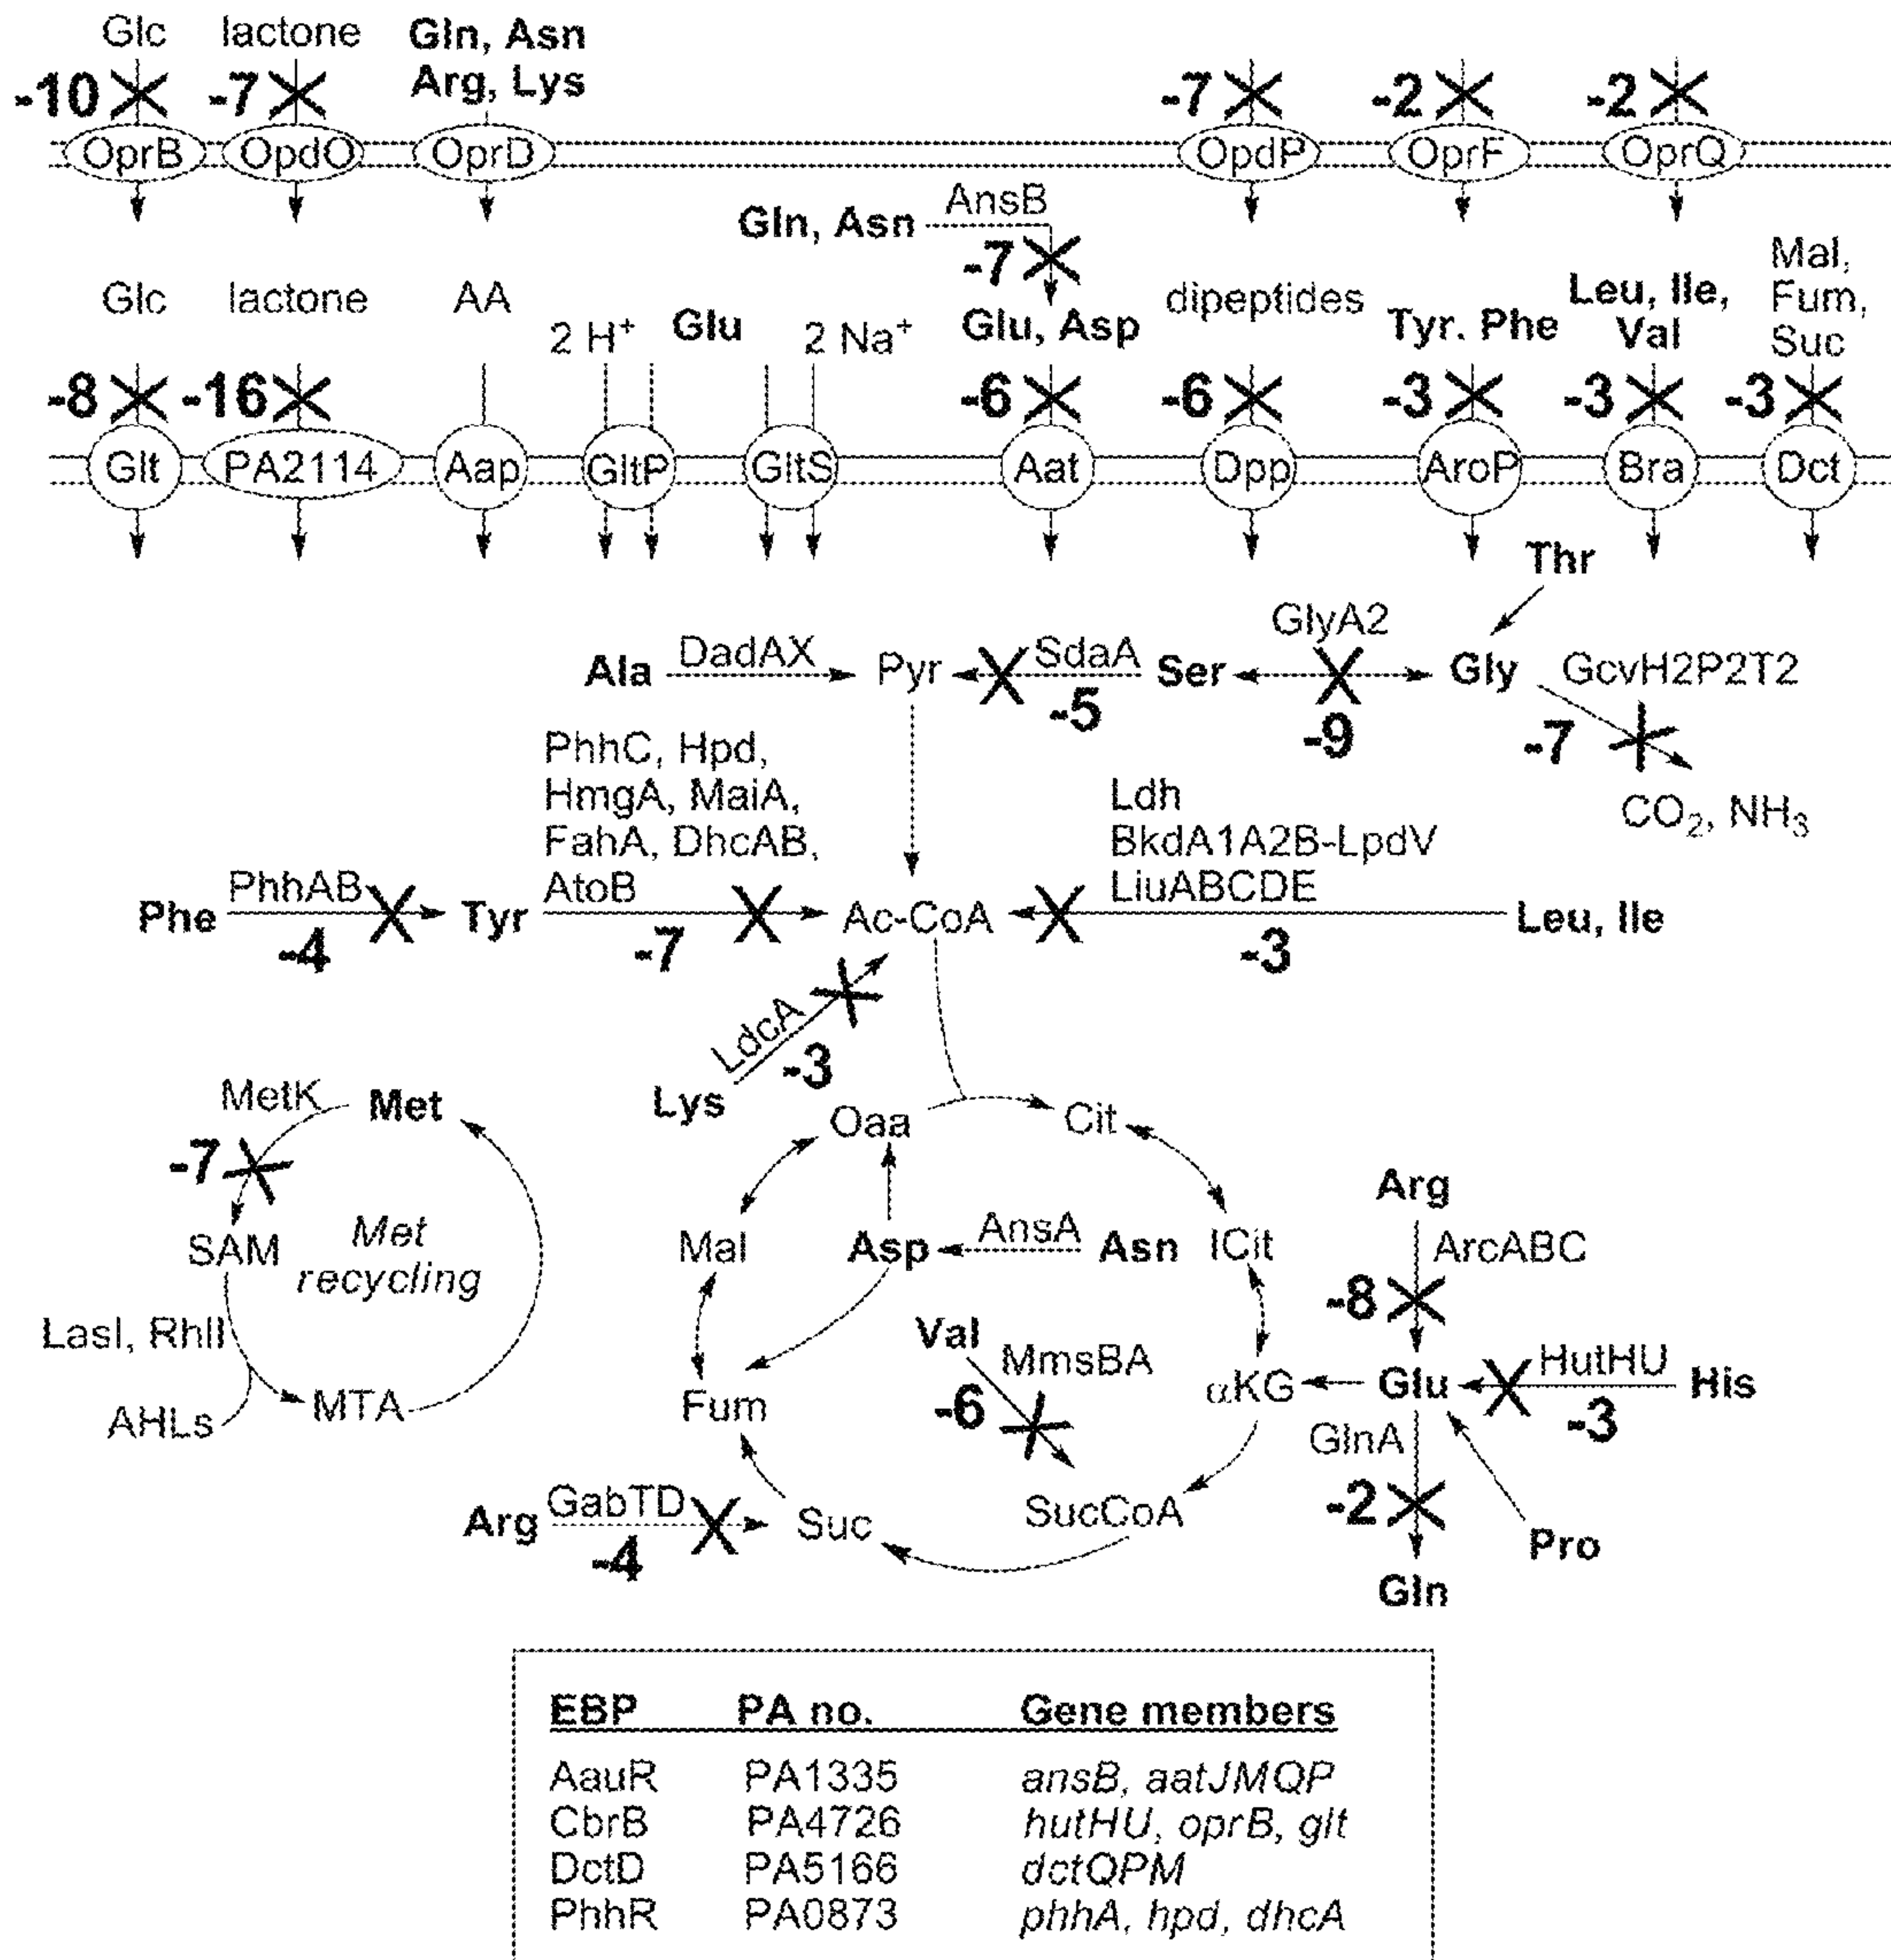 Glc lactone Gln, Asn
Arg, Lys
-10 -7 -7 -2 -2
OprB OpdO OprD OpdP OprF OprQ
Gln, Asn AnsB
-7
Glc lactone AA 2 H+ Glu 2 Na+ Glu, Asp dipeptides Tyr. Phe Leu, Ile,
Val
Mal,
Fum,
Suc
-8 -16 -6 -6 -3 -3 -3
Glt PA2114 Aap GltP GltS Aat Dpp AroP Bra Dct
Thr
Ala DadAX Pyr SdaA Ser GlyA2 Gly GcvH2P2T2
-5 -9 -7
CO2, NH3
PhhC, Hpd,
HmgA, MaiA,
FahA, DhcAB,
AtoB
Ldh
BkdA1A2B-LpdV
LiuABCDE
Phe PhhAB Tyr Ac-CoA Leu, Ile
-4 -7 -3
LdcA
-3
Lys
MetK Met
-7
SAM Met
recycling
LasI, RhlI
AHLs MTA
Oaa Cit
Mal Asp AnsA Asn ICit
Arg
ArcABC
-8
Val MmsBA
-6
Fum αKG Glu HutHU His
-3
GlnA
-2
Arg GabTD Suc SucCoA Pro
-4
Gln
EBP PA no. Gene members
AauR PA1335 ansB, aatJMQP
CbrB PA4726 hutHU, oprB, glt
DctD PA5166 dctQPM
PhhR PA0873 phhA, hpd, dhcA